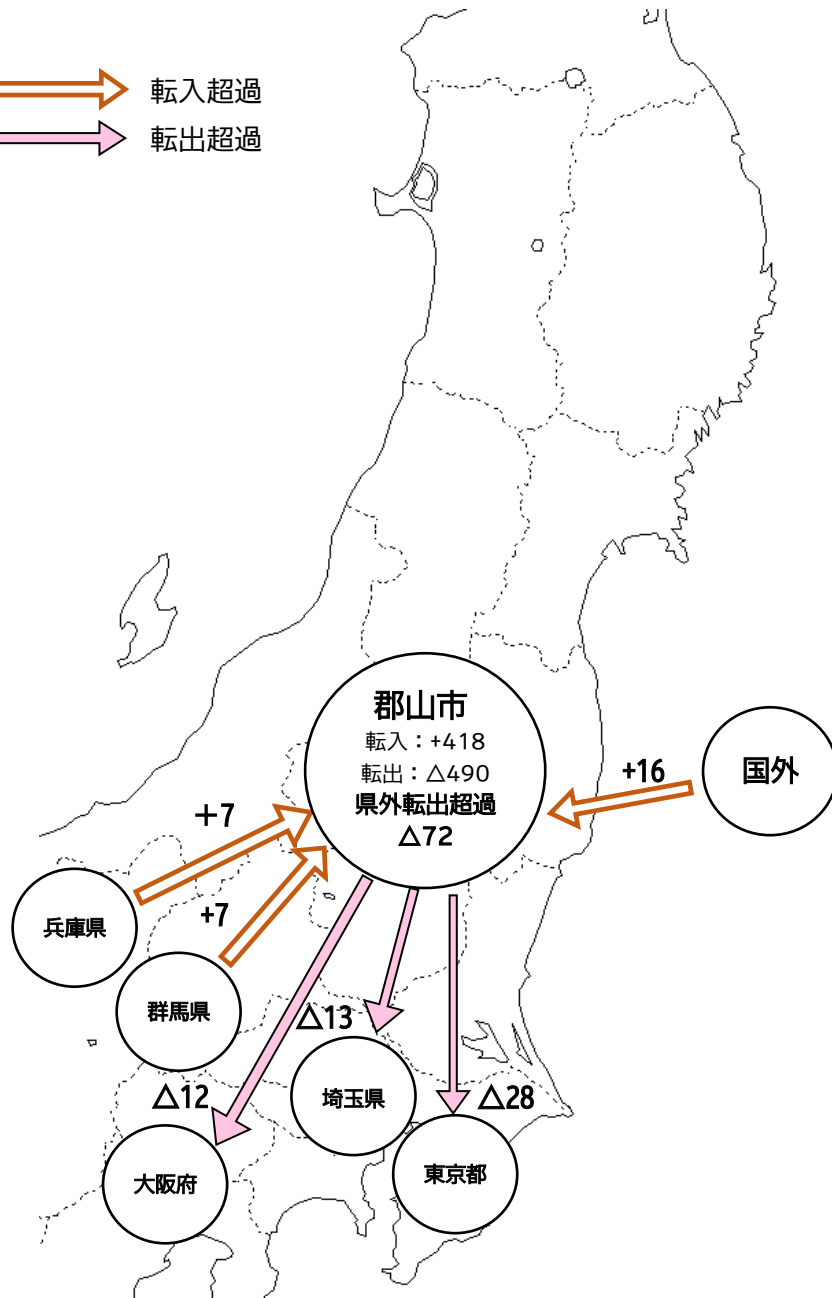 転入超過
転出超過
郡山市
転入：+418
転出：△490
県外転出超過
△72
+16
国外
＋7
兵庫県
+7
群馬県
△13
埼玉県
△12
大阪府
△28
東京都